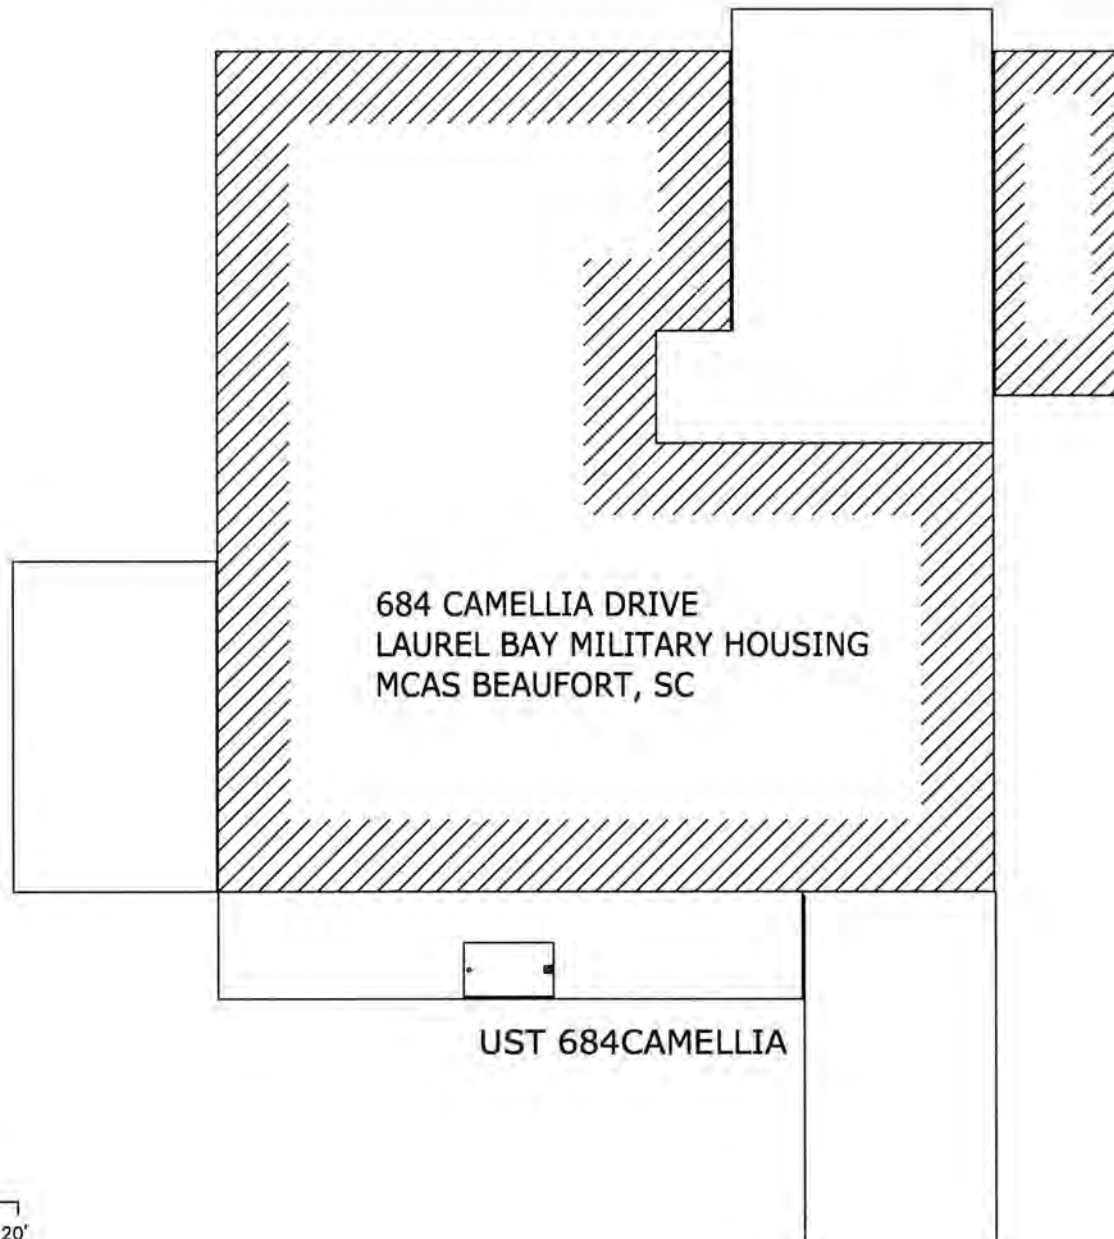 684 CAMELLIA DRIVE
LAUREL BAY MILITARY HOUSING
MCAS BEAUFORT, SC
UST 684CAMELLIA
20'